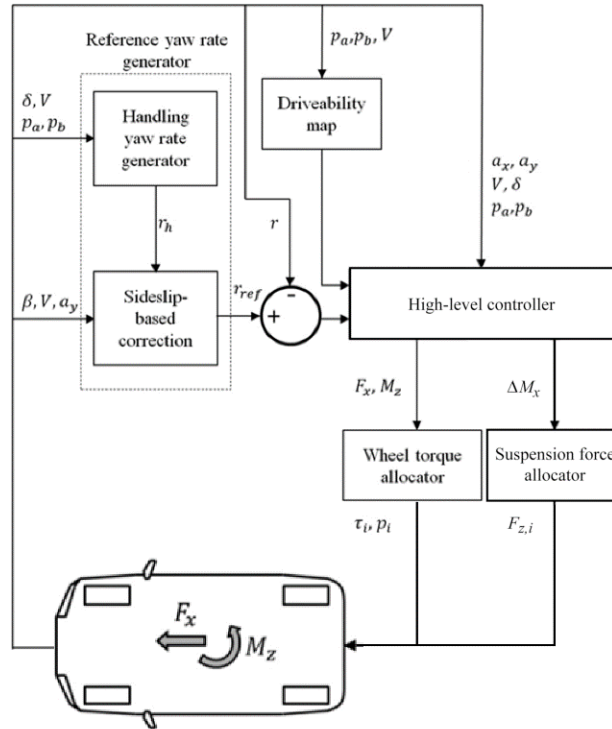 Reference yaw rate
generator
δ, V
p_a, p_b
Handling
yaw rate
generator
r_h
β, V, a_y
Sideslip-
based
correction
r_ref
r
p_a, p_b, V
Driveability
map
+
-
a_x, a_y
V, δ
p_a, p_b
High-level controller
F_x, M_z
ΔM_x
Wheel torque
allocator
Suspension force
allocator
τ_i, p_i
F_z,i
F_x
M_z